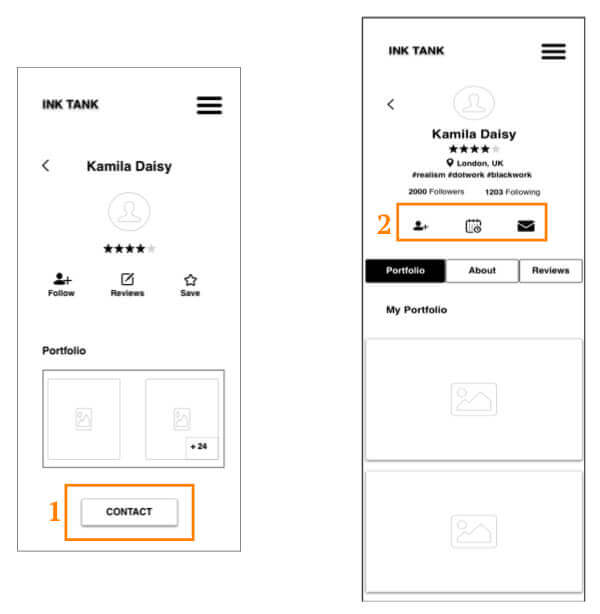 INK TANK
Kamila Daisy
Follow Reviews Save
Portfolio
+ 24
1
CONTACT
INK TANK
Kamila Daisy
London, UK
#realism #dotwork #blackwork
2000 Followers 1203 Following
2
Portfolio About Reviews
My Portfolio